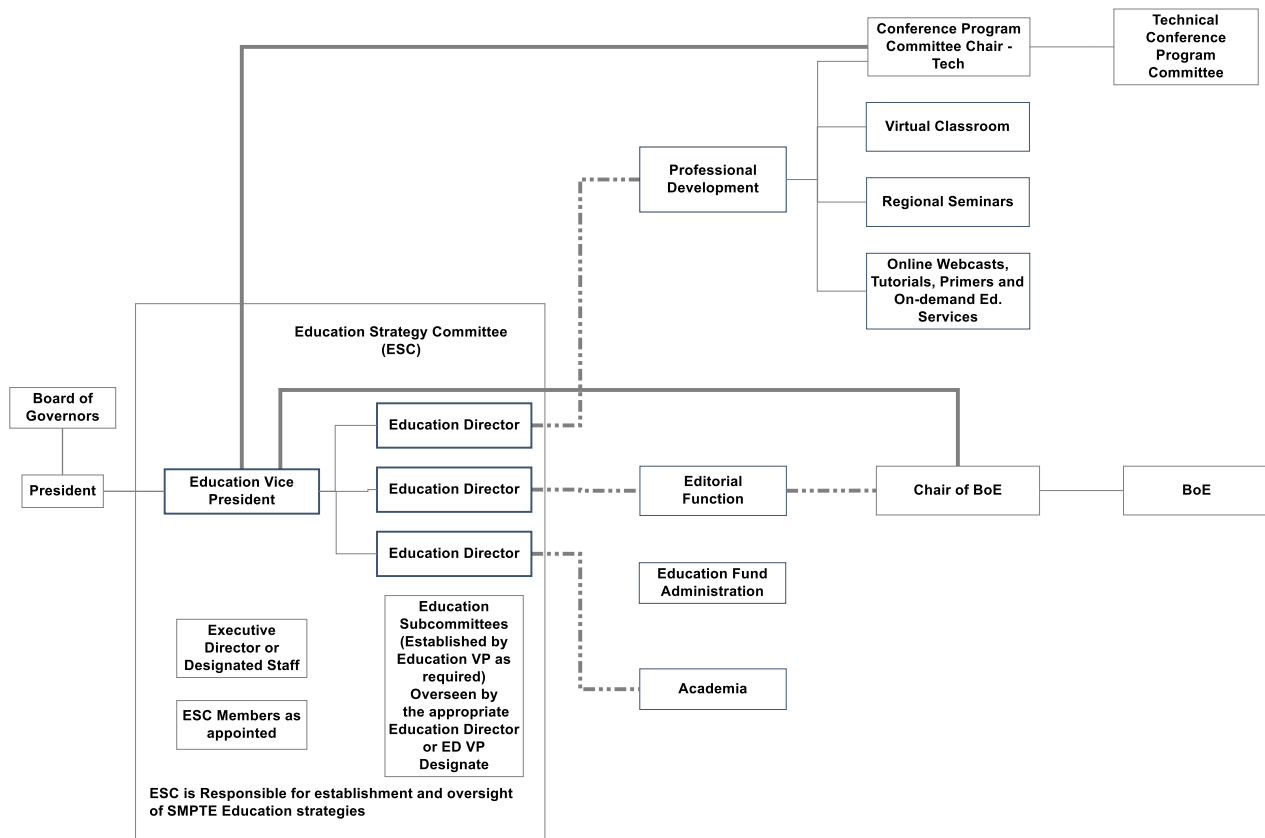 Conference Program
Committee Chair -
Tech
Technical
Conference
Program
Committee
Virtual Classroom
Professional
Development
Regional Seminars
Online Webcasts,
Tutorials, Primers and
On-demand Ed.
Services
Education Strategy Committee
(ESC)
Board of
Governors
President
Education Vice
President
Education Director
Education Director
Education Director
Editorial
Function
Chair of BoE
BoE
Education Fund
Administration
Academia
Executive
Director or
Designated Staff
ESC Members as
appointed
Education
Subcommittees
(Established by
Education VP as
required)
Overseen by
the appropriate
Education Director
or ED VP
Designate
ESC is Responsible for establishment and oversight
of SMPTE Education strategies